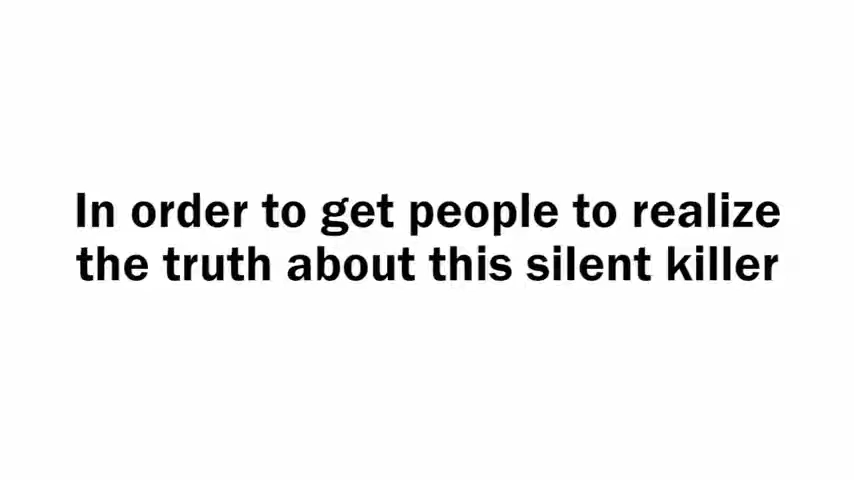 In order to get people to realize
the truth about this silent killer